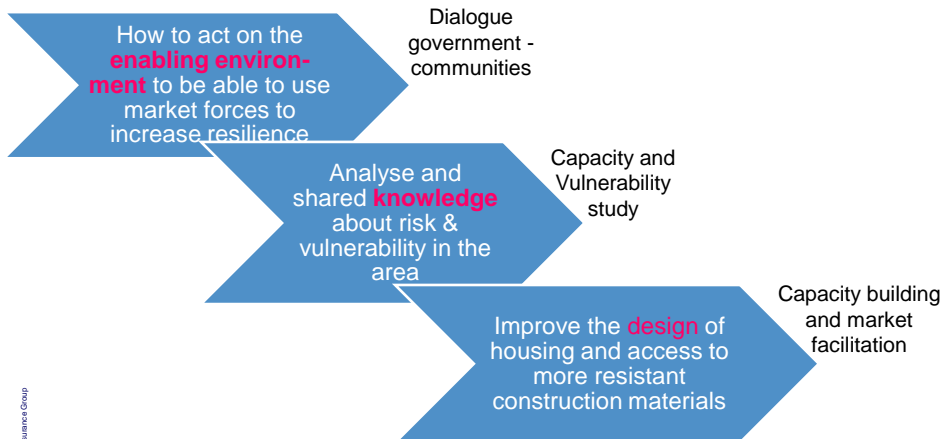 How to act on the
enabling environ-
ment to be able to use
market forces to
increase resilience
Dialogue
government -
communities
Analyse and
shared knowledge
about risk &
vulnerability in the
area
Capacity and
Vulnerability
study
Improve the design of
housing and access to
more resistant
construction materials
Capacity building
and market
facilitation
urance Group